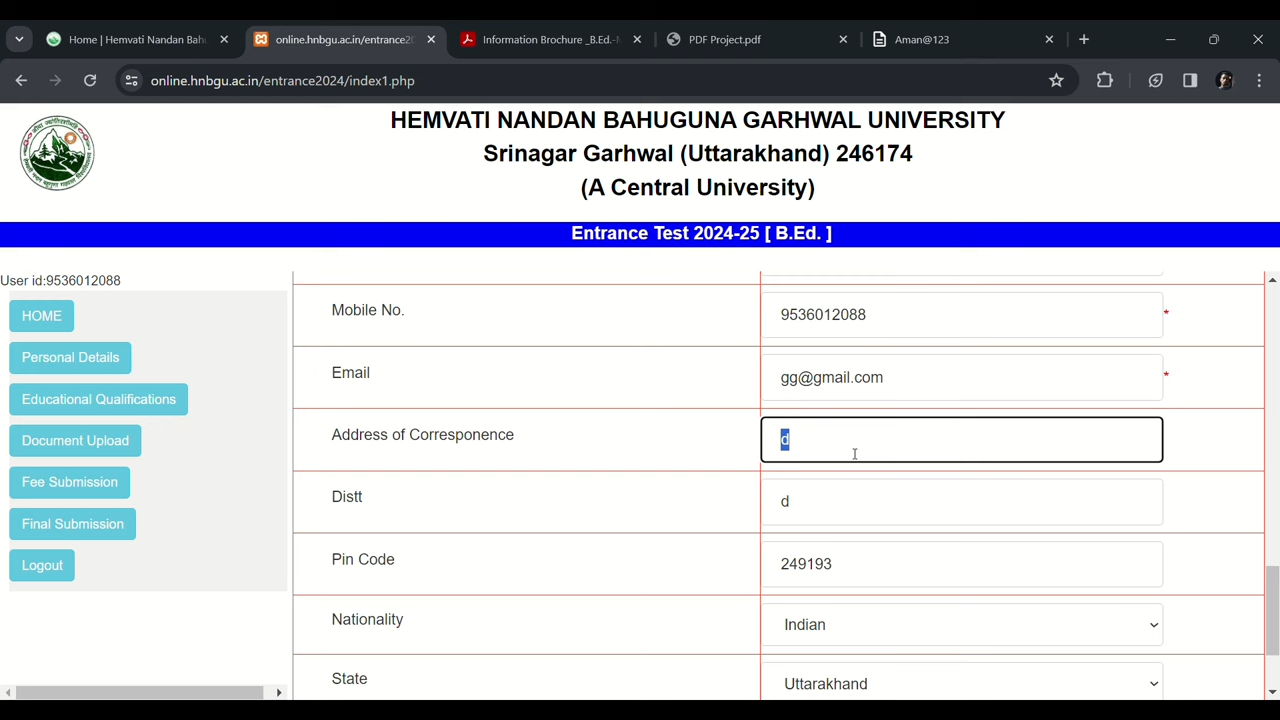 Home | Hemvati Nandan Bahu
online.hnbgu.ac.in/entrance20
Information Brochure _B.Ed.-M
PDF Project.pdf
Aman@123
online.hnbgu.ac.in/entrance2024/index1.php
HEMVATI NANDAN BAHUGUNA GARHWAL UNIVERSITY
Srinagar Garhwal (Uttarakhand) 246174
(A Central University)
Entrance Test 2024-25 [ B.Ed. ]
User id:9536012088
HOME
Personal Details
Educational Qualifications
Document Upload
Fee Submission
Final Submission
Logout
Mobile No. 9536012088 *
Email gg@gmail.com *
Address of Corresponence d
Distt d
Pin Code 249193
Nationality Indian
State Uttarakhand